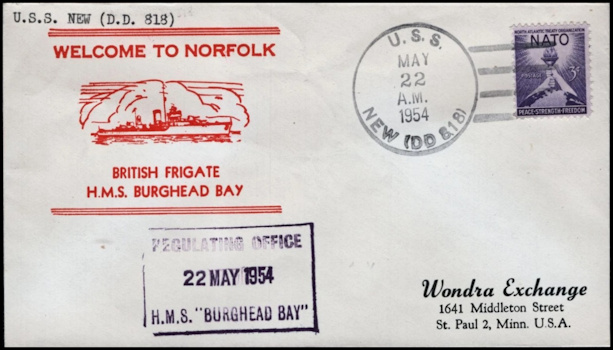 U.S.S. NEW (D.D. 818)
WELCOME TO NORFOLK
BRITISH FRIGATE
H.M.S. BURGHEAD BAY
REGULATING OFFICE
22 MAY 1954
H.M.S. "BURGHEAD BAY"
U. S. S.
MAY
22
A.M.
1954
NEW (DD 818)
NORTH ATLANTIC TREATY ORGANIZATION
NATO
POSTAGE
3¢
PEACE-STRENGTH-FREEDOM
Wondra Exchange
1641 Middleton Street
St. Paul 2, Minn. U.S.A.